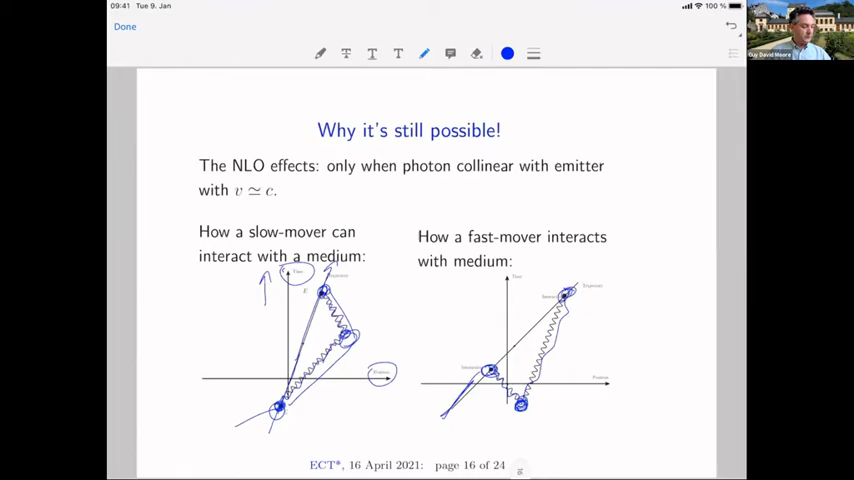 09:41 Tue 9. Jan
100 %
Done
Guy David Moore
Why it's still possible!
The NLO effects: only when photon collinear with emitter
with v ≃ c.
How a slow-mover can
interact with a medium:
How a fast-mover interacts
with medium:
Time
Position
Time
Position
ECT*, 16 April 2021: page 16 of 24
16